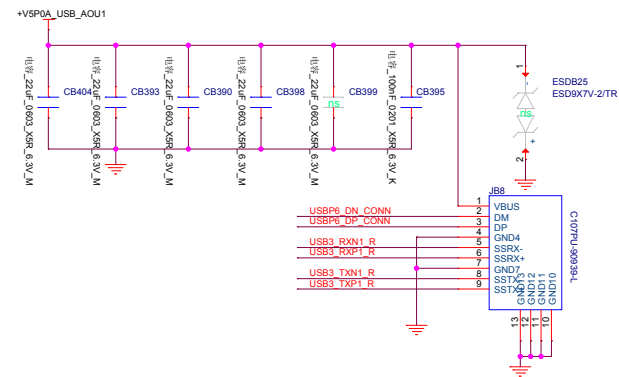 +V5P0A_USB_AOU1
电容_22uF_0603_X5R_6.3V_M
CB404
电容_22uF_0603_X5R_6.3V_M
CB393
电容_22uF_0603_X5R_6.3V_M
CB390
电容_22uF_0603_X5R_6.3V_M
CB398
电容_22uF_0603_X5R_6.3V_M
CB399
ns
电容_100nF_0201_X5R_6.3V_K
CB395
1
ESDB25
ESD9X7V-2/TR
ns
-
+
2
JB8
C107PU-90939-L
1
VBUS
USBP6_DN_CONN
2
DM
USBP6_DP_CONN
3
DP
4
GND4
USB3_RXN1_R
5
SSRX-
USB3_RXP1_R
6
SSRX+
7
GND7
USB3_TXN1_R
8
SSTX-
USB3_TXP1_R
9
SSTX+
GND13
GND12
GND11
GND10
13
12
11
10